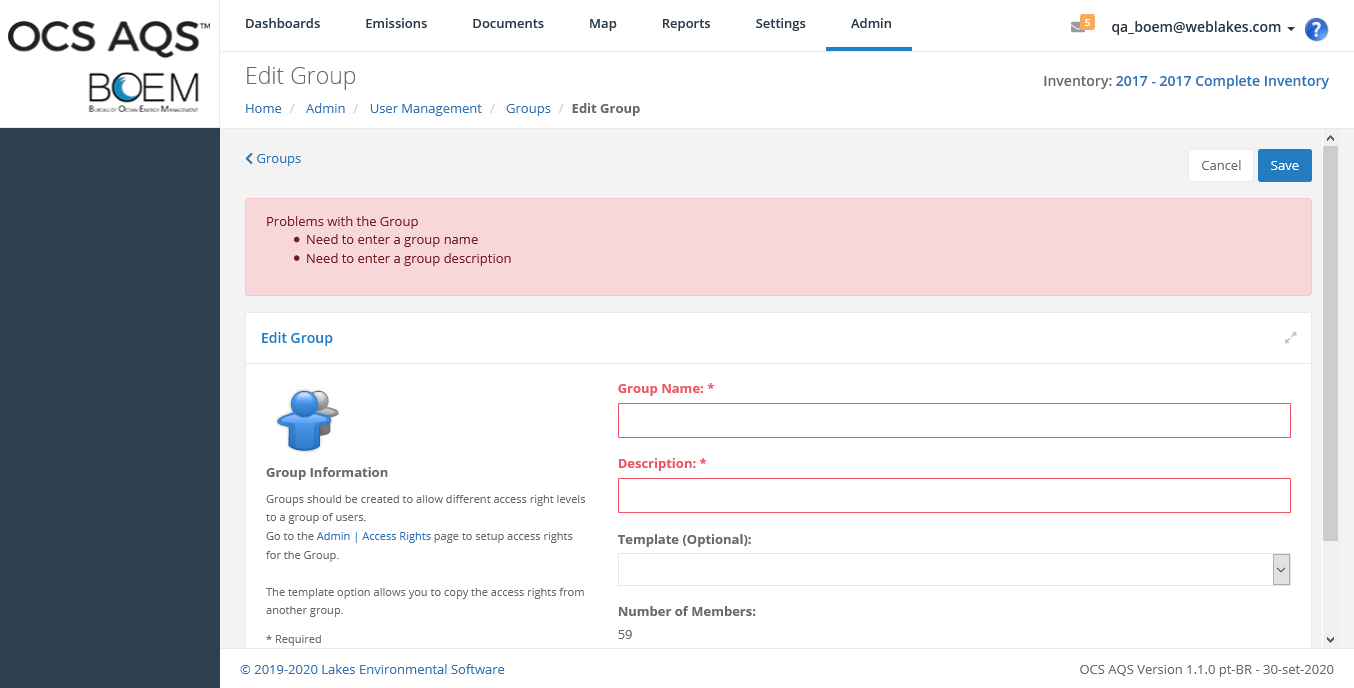 OCS AQS™
BOEM
Bureau of Ocean Energy Management
Dashboards
Emissions
Documents
Map
Reports
Settings
Admin
5
qa_boem@weblakes.com
?
Edit Group
Inventory: 2017 - 2017 Complete Inventory
Home / Admin / User Management / Groups / Edit Group
Groups
Cancel
Save
Problems with the Group
• Need to enter a group name
• Need to enter a group description
Edit Group
Group Name: *
Description: *
Template (Optional):
Number of Members:
59
Group Information
Groups should be created to allow different access right levels
to a group of users.
Go to the Admin | Access Rights page to setup access rights
for the Group.
The template option allows you to copy the access rights from
another group.
* Required
© 2019-2020 Lakes Environmental Software
OCS AQS Version 1.1.0 pt-BR - 30-set-2020